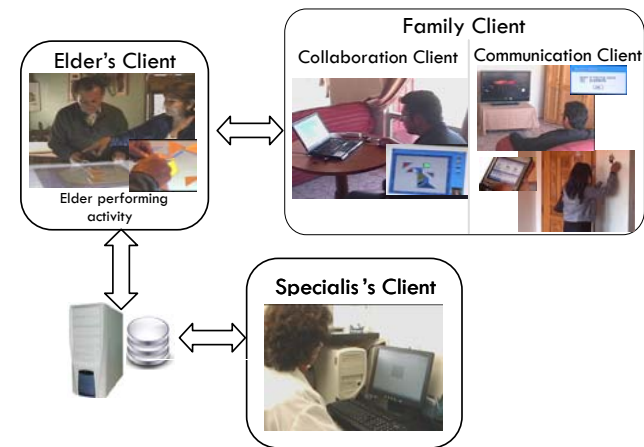 Family Client
Elder's Client
Collaboration Client
Communication Client
Elder performing
activity
Specialis's Client